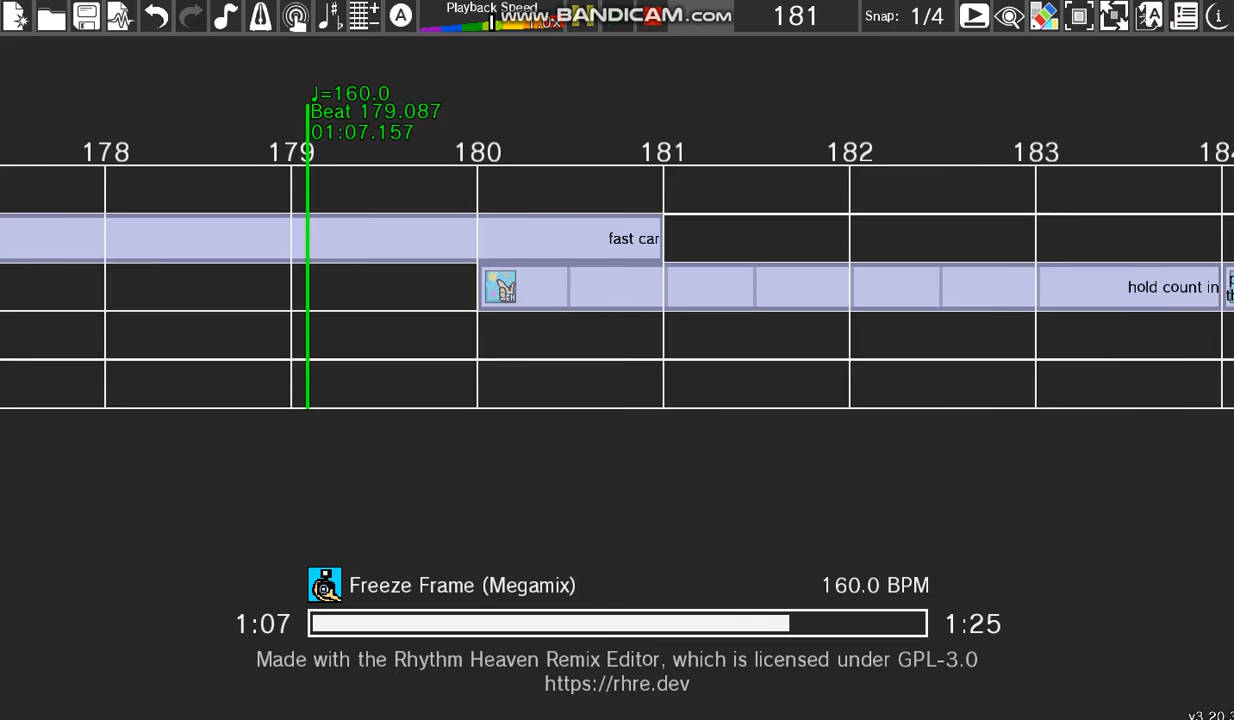 Playback Speed
www.BANDICAM.com
181
Snap: 1/4
♩=160.0
Beat 179.087
01:07.157
178 179 180 181 182 183 184
fast car
hold count in
Freeze Frame (Megamix)
160.0 BPM
1:07
1:25
Made with the Rhythm Heaven Remix Editor, which is licensed under GPL-3.0
https://rhre.dev